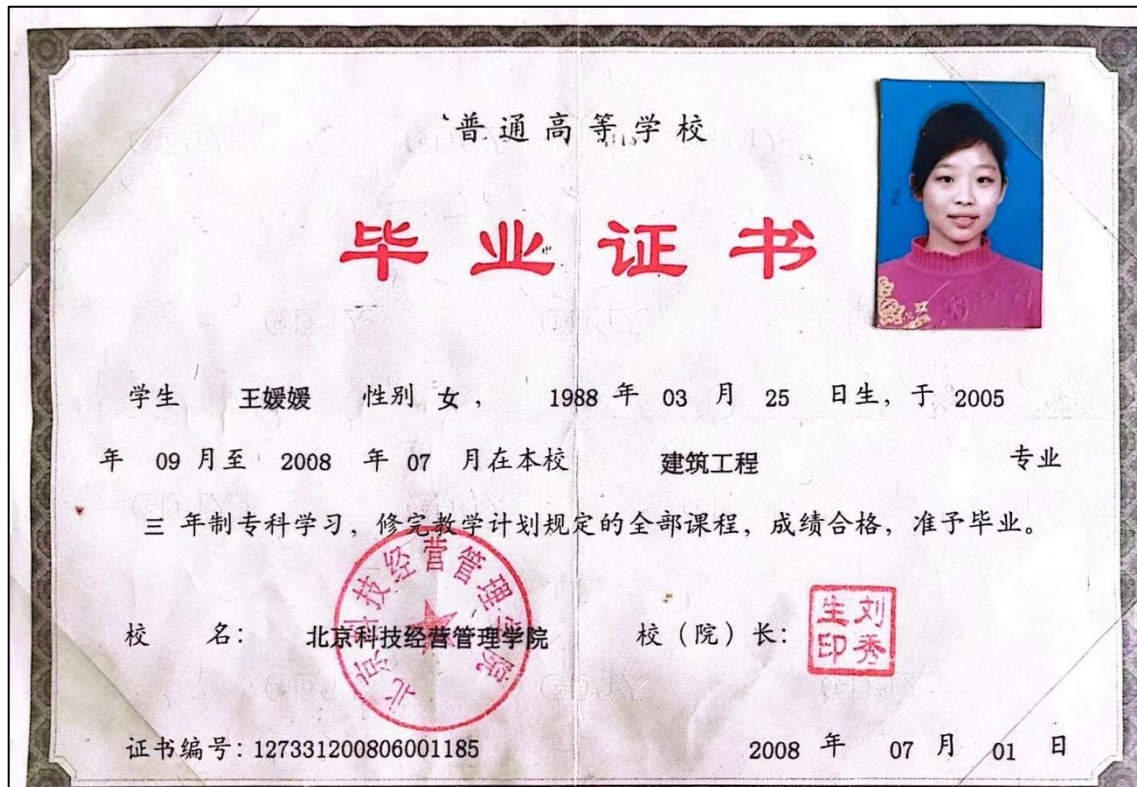 普通高等学校
毕业证书
学生 王媛媛 性别 女， 1988 年 03 月 25 日生，于 2005
年 09 月至 2008 年 07 月在本校 建筑工程 专业
三 年制专科学习，修完教学计划规定的全部课程，成绩合格，准予毕业。
北京科技经营管理学院
校 名： 北京科技经营管理学院 校（院）长： 刘秀生印
证书编号：127331200806001185 2008 年 07 月 01 日